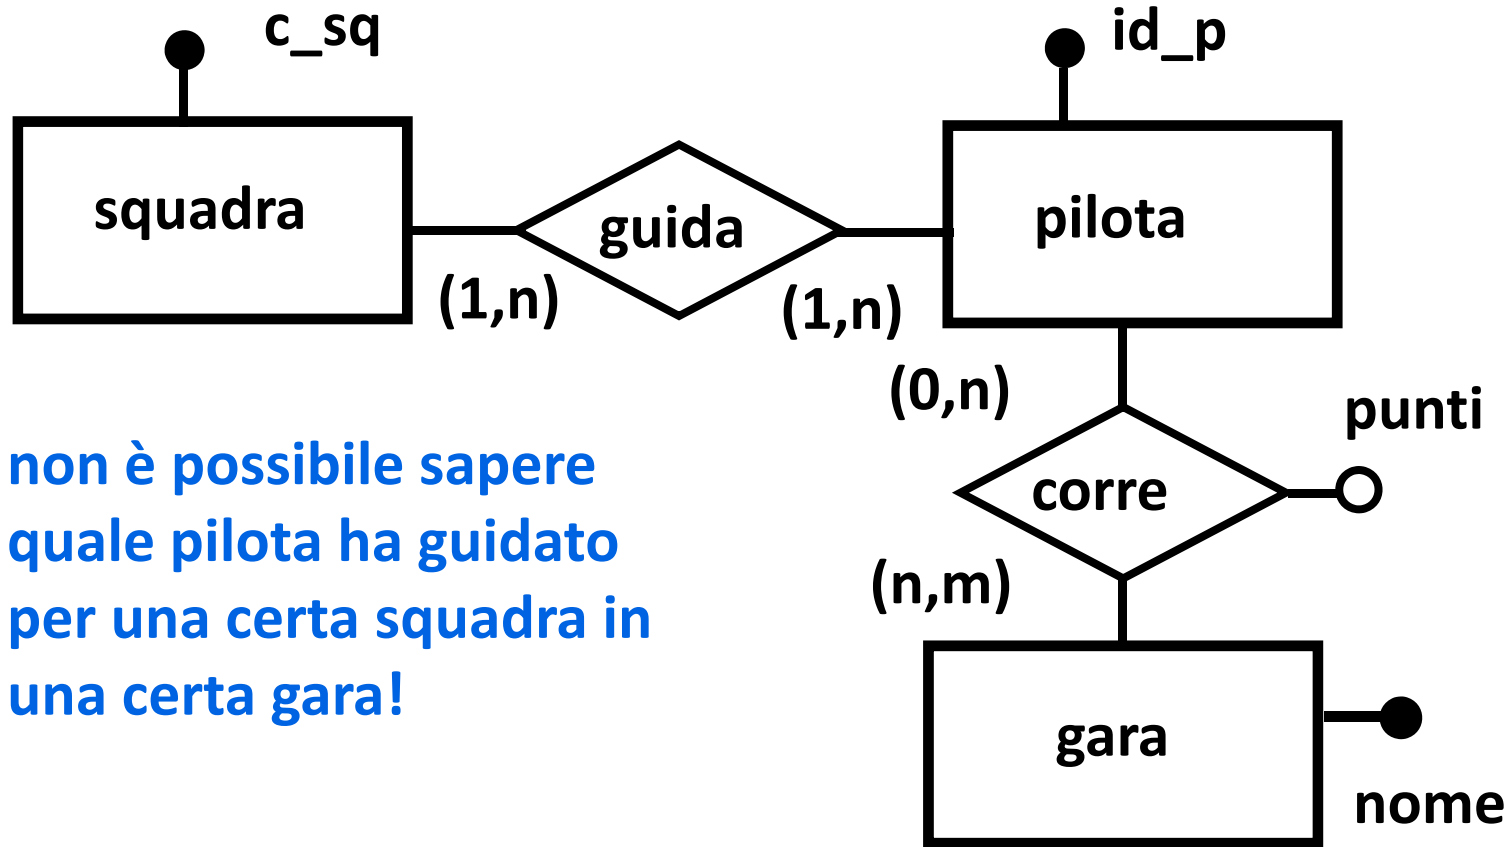 c_sq
id_p
squadra
guida
pilota
(1,n)
(1,n)
(0,n)
punti
corre
(n,m)
gara
nome
non è possibile sapere
quale pilota ha guidato
per una certa squadra in
una certa gara!